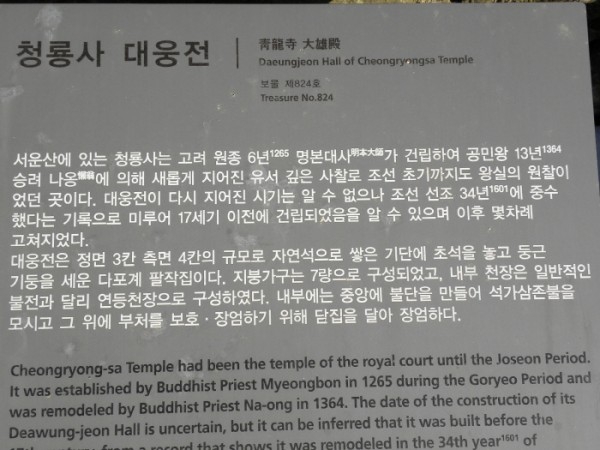 청룡사 대웅전 | 靑龍寺 大雄殿
Daeungjeon Hall of Cheongryongsa Temple
보물 제824호
Treasure No.824
서운산에 있는 청룡사는 고려 원종 6년1265 명본대사明本大師가 건립하여 공민왕 13년1364
승려 나옹懶翁에 의해 새롭게 지어진 유서 깊은 사찰로 조선 초기까지도 왕실의 원찰이
었던 곳이다. 대웅전이 다시 지어진 시기는 알 수 없으나 조선 선조 34년1601에 중수
했다는 기록으로 미루어 17세기 이전에 건립되었음을 알 수 있으며 이후 몇차례
고쳐지었다.
대웅전은 정면 3칸 측면 4칸의 규모로 자연석으로 쌓은 기단에 초석을 놓고 둥근
기둥을 세운 다포계 팔작집이다. 지붕가구는 7량으로 구성되었고, 내부 천장은 일반적인
불전과 달리 연등천장으로 구성하였다. 내부에는 중앙에 불단을 만들어 석가삼존불을
모시고 그 위에 부처를 보호·장엄하기 위해 닫집을 달아 장엄하다.
Cheongryong-sa Temple had been the temple of the royal court until the Joseon Period.
It was established by Buddhist Priest Myeongbon in 1265 during the Goryeo Period and
was remodeled by Buddhist Priest Na-ong in 1364. The date of the construction of its
Deawung-jeon Hall is uncertain, but it can be inferred that it was built before the
17th century from a record that shows it was remodeled in the 34th year1601 of